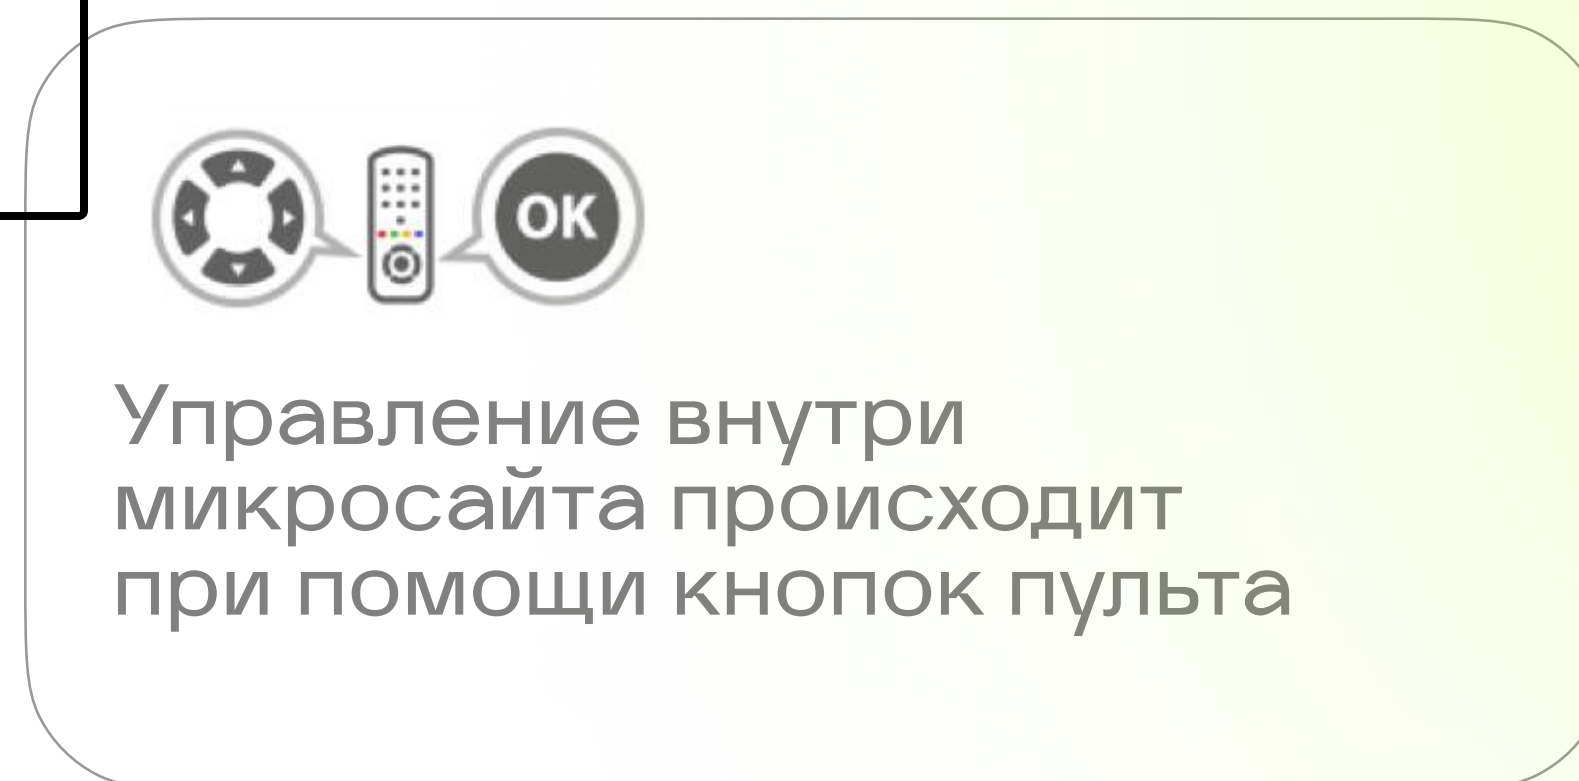 OK
Управление внутри
микросайта происходит
при помощи кнопок пульта